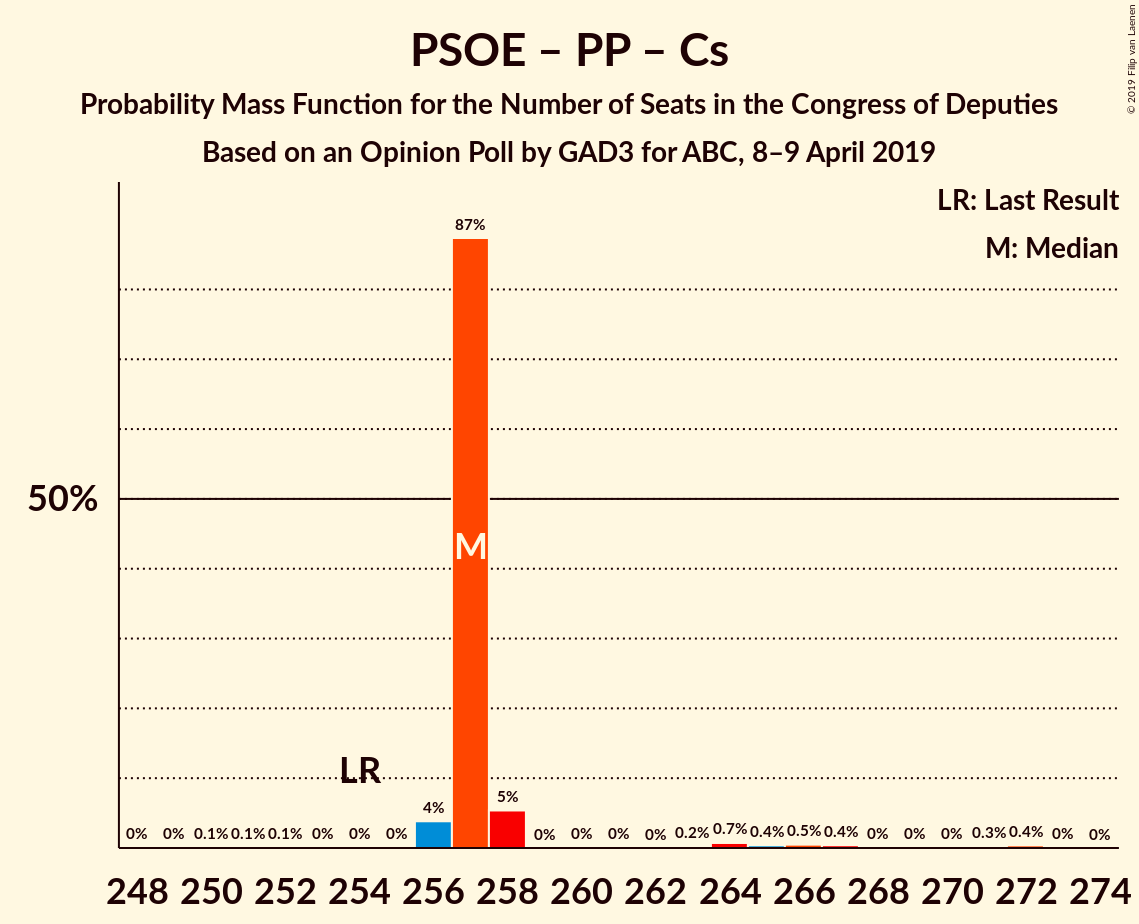 PSOE – PP – Cs
Probability Mass Function for the Number of Seats in the Congress of Deputies
Based on an Opinion Poll by GAD3 for ABC, 8–9 April 2019
© 2019 Filip van Laenen
LR: Last Result
M: Median
87%
50%
M
LR
4%
5%
0% 0% 0.1% 0.1% 0.1% 0% 0% 0% 0% 0% 0% 0% 0.2% 0.7% 0.4% 0.5% 0.4% 0% 0% 0% 0.3% 0.4% 0% 0%
248 250 252 254 256 258 260 262 264 266 268 270 272 274